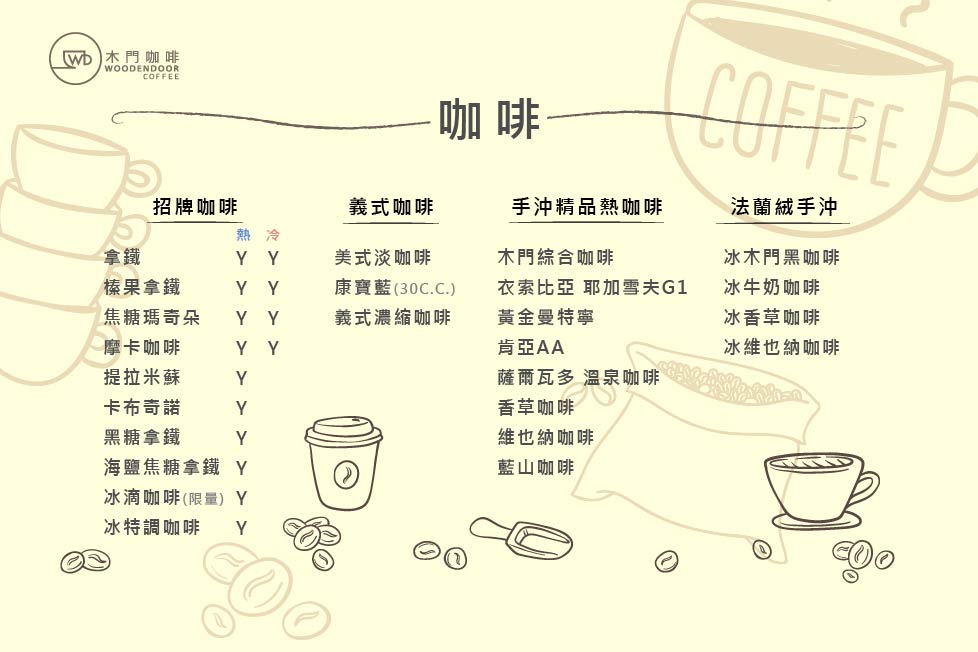 木門咖啡
WOODENDOOR
COFFEE
COFFEE
咖啡
招牌咖啡
熱 冷
拿鐵 Y Y
榛果拿鐵 Y Y
焦糖瑪奇朵 Y Y
摩卡咖啡 Y Y
提拉米蘇 Y
卡布奇諾 Y
黑糖拿鐵 Y
海鹽焦糖拿鐵 Y
冰滴咖啡(限量) Y
冰特調咖啡 Y
義式咖啡
美式淡咖啡
康寶藍(30C.C.)
義式濃縮咖啡
手沖精品熱咖啡
木門綜合咖啡
衣索比亞 耶加雪夫G1
黃金曼特寧
肯亞AA
薩爾瓦多 溫泉咖啡
香草咖啡
維也納咖啡
藍山咖啡
法蘭絨手沖
冰木門黑咖啡
冰牛奶咖啡
冰香草咖啡
冰維也納咖啡